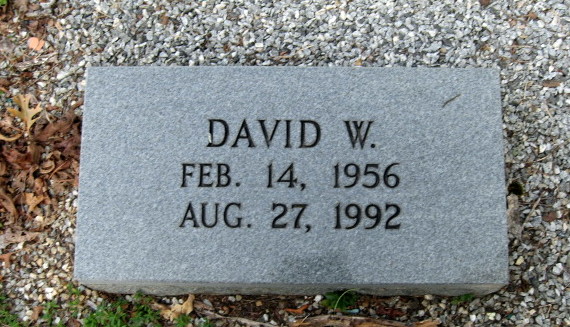 DAVID W.
FEB. 14, 1956
AUG. 27, 1992